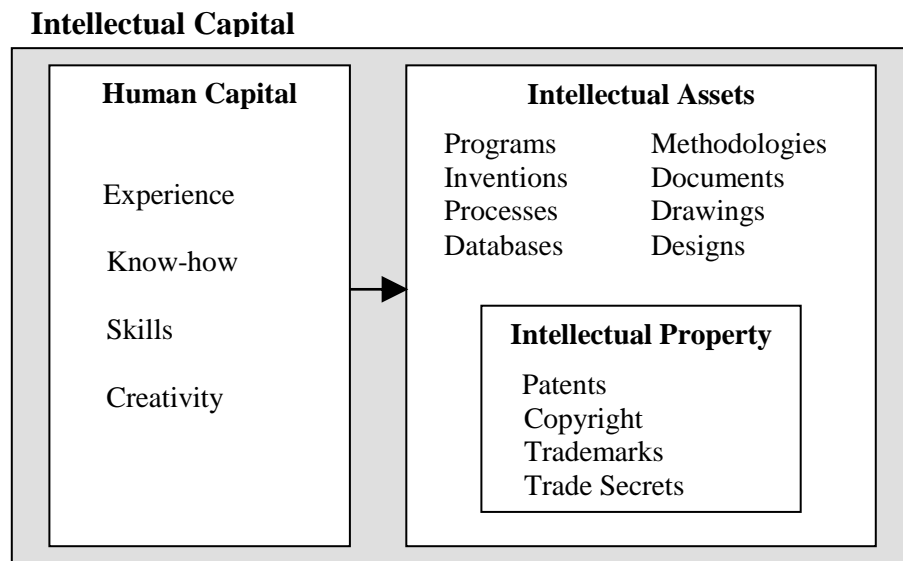 Intellectual Capital
Human Capital
Experience
Know-how
Skills
Creativity
Intellectual Assets
Programs Methodologies
Inventions Documents
Processes Drawings
Databases Designs
Intellectual Property
Patents
Copyright
Trademarks
Trade Secrets